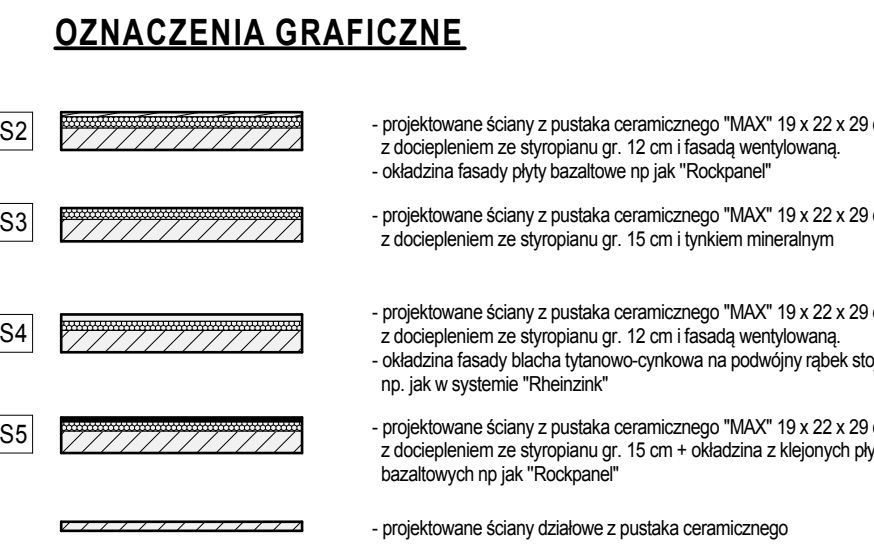 OZNACZENIA GRAFICZNE
S2
- projektowane ściany z pustaka ceramicznego "MAX" 19 x 22 x 29
z dociepleniem ze styropianu gr. 12 cm i fasadą wentylowaną.
- okładzina fasady płyty bazaltowe np jak "Rockpanel"
S3
- projektowane ściany z pustaka ceramicznego "MAX" 19 x 22 x 29
z dociepleniem ze styropianu gr. 15 cm i tynkiem mineralnym
S4
- projektowane ściany z pustaka ceramicznego "MAX" 19 x 22 x 29
z dociepleniem ze styropianu gr. 12 cm i fasadą wentylowaną.
- okładzina fasady blacha tytanowo-cynkowa na podwójny rąbek
np. jak w systemie "Rheinzink"
S5
- projektowane ściany z pustaka ceramicznego "MAX" 19 x 22 x 29
z dociepleniem ze styropianu gr. 15 cm + okładzina z klejonych
bazaltowych np jak "Rockpanel"
- projektowane ściany działowe z pustaka ceramicznego